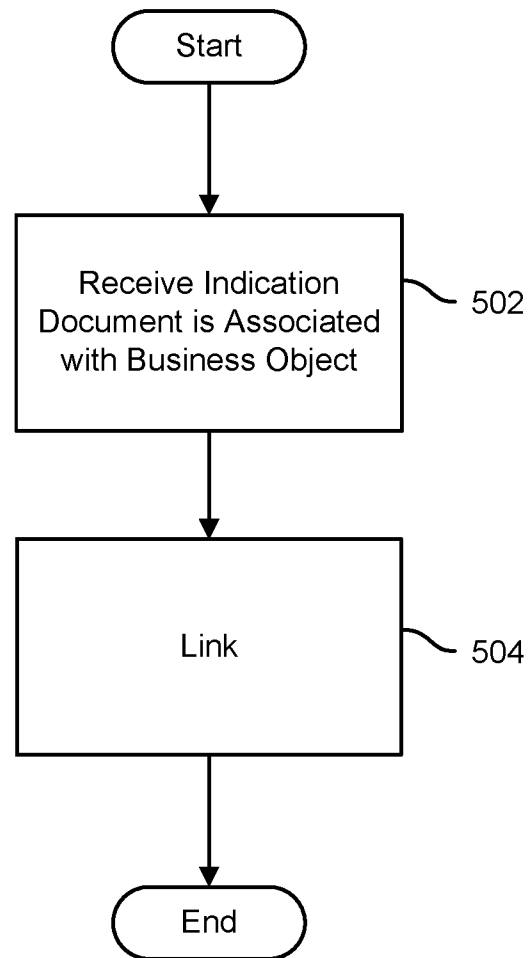 Start
Receive Indication
Document is Associated
with Business Object
502
Link
504
End